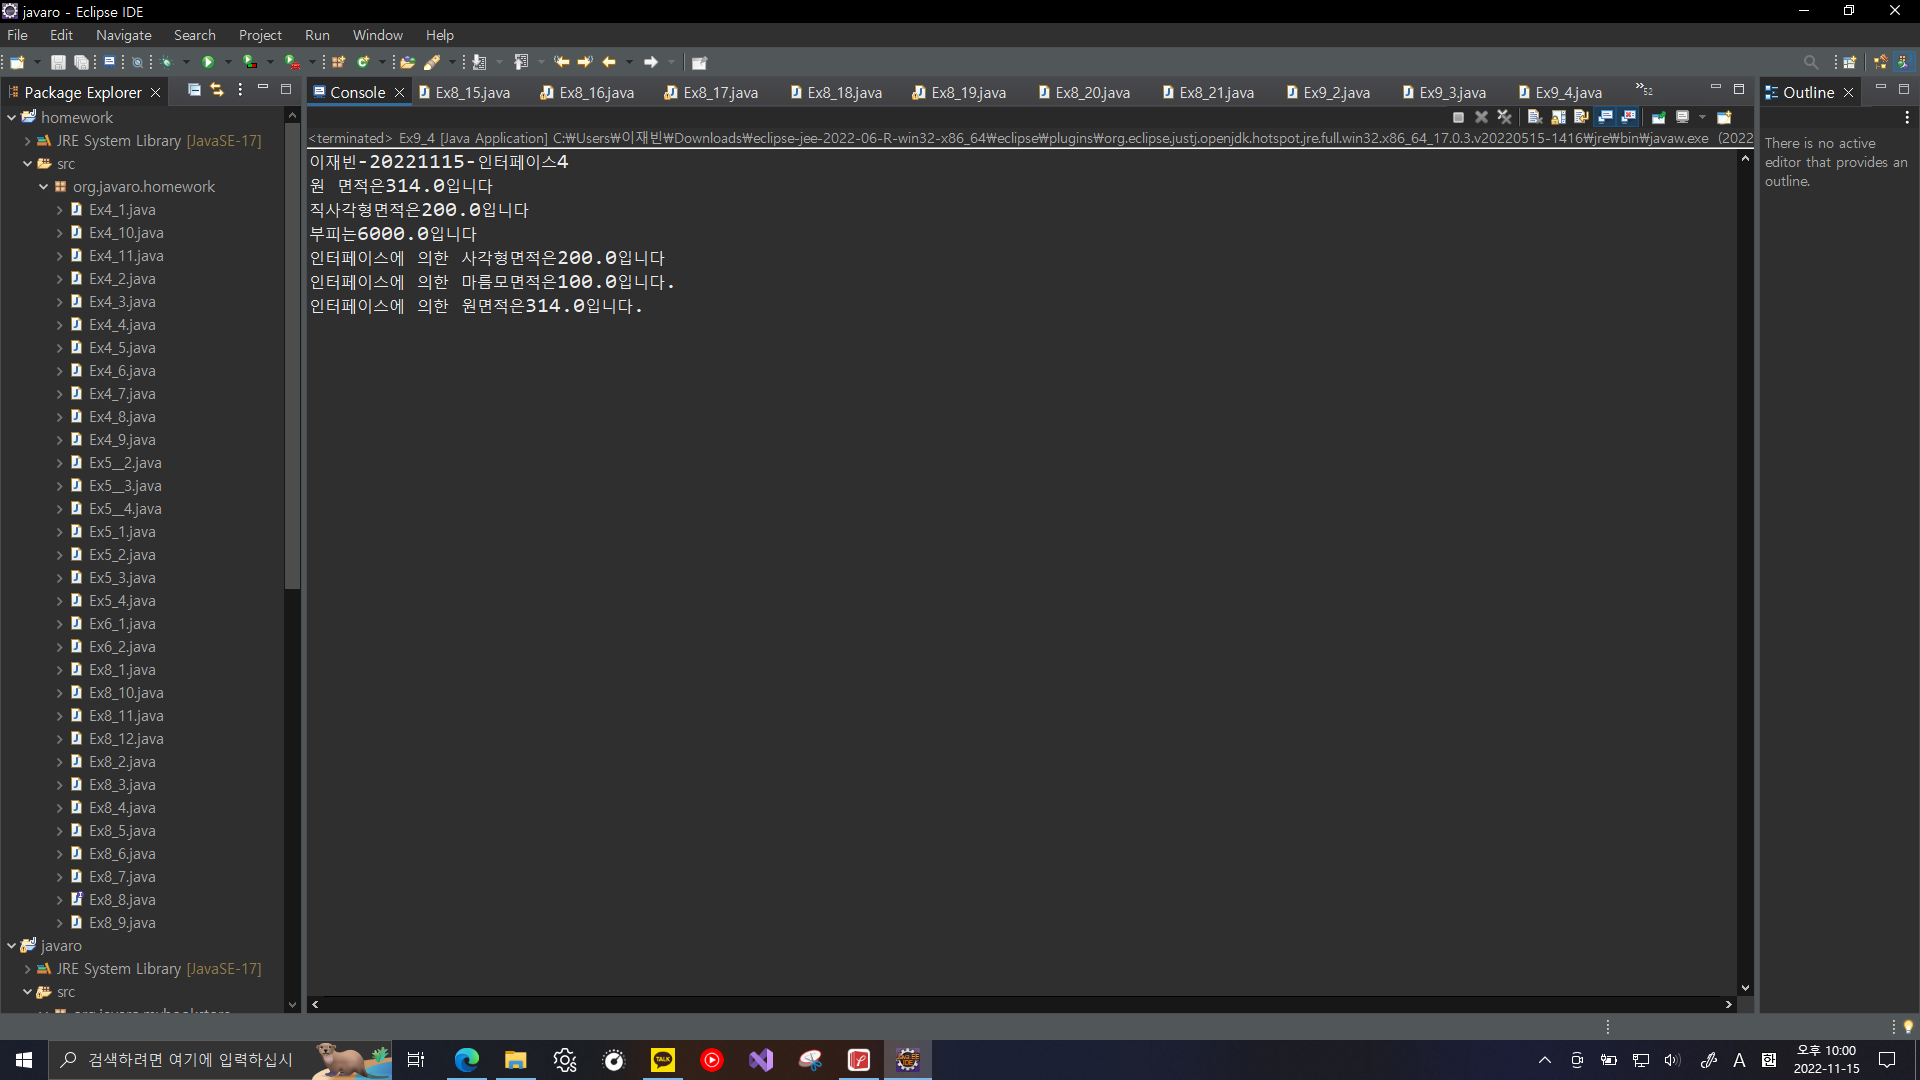 javaro - Eclipse IDE
File Edit Navigate Search Project Run Window Help
Package Explorer
Console
Ex8_15.java
Ex8_16.java
Ex8_17.java
Ex8_18.java
Ex8_19.java
Ex8_20.java
Ex8_21.java
Ex9_2.java
Ex9_3.java
Ex9_4.java
»52
Outline
<terminated> Ex9_4 [Java Application] C:₩Users₩이재빈₩Downloads₩eclipse-jee-2022-06-R-win32-x86_64₩eclipse₩plugins₩org.eclipse.justj.openjdk.hotspot.jre.full.win32.x86_64_17.0.3.v20220515-1416₩jre₩bin₩javaw.exe (2022
이재빈-20221115-인터페이스4
원 면적은314.0입니다
직사각형면적은200.0입니다
부피는6000.0입니다
인터페이스에 의한 사각형면적은200.0입니다
인터페이스에 의한 마름모면적은100.0입니다.
인터페이스에 의한 원면적은314.0입니다.
There is no active
editor that provides an
outline.
homework
JRE System Library [JavaSE-17]
src
org.javaro.homework
Ex4_1.java
Ex4_10.java
Ex4_11.java
Ex4_2.java
Ex4_3.java
Ex4_4.java
Ex4_5.java
Ex4_6.java
Ex4_7.java
Ex4_8.java
Ex4_9.java
Ex5__2.java
Ex5__3.java
Ex5__4.java
Ex5_1.java
Ex5_2.java
Ex5_3.java
Ex5_4.java
Ex6_1.java
Ex6_2.java
Ex8_1.java
Ex8_10.java
Ex8_11.java
Ex8_12.java
Ex8_2.java
Ex8_3.java
Ex8_4.java
Ex8_5.java
Ex8_6.java
Ex8_7.java
Ex8_8.java
Ex8_9.java
javaro
JRE System Library [JavaSE-17]
src
검색하려면 여기에 입력하십시
TALK
A
오후 10:00
2022-11-15